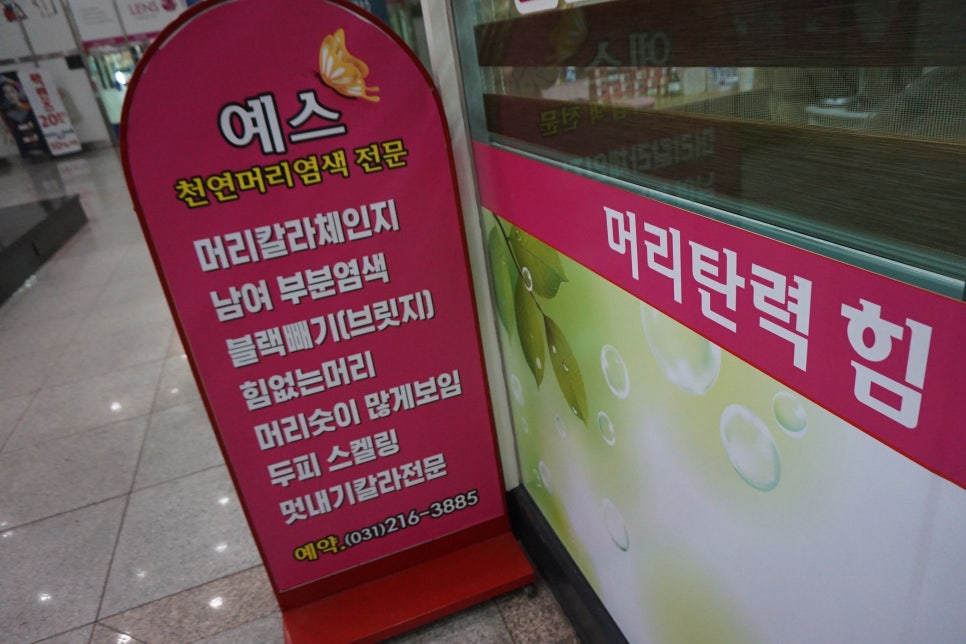 예스
천연머리염색 전문
머리칼라체인지
남여 부분염색
블랙빼기(브릿지)
힘없는머리
머리숯이 많게보임
두피 스켈링
멋내기칼라전문
예약.(031)216-3885
머리탄력 힘
LENS